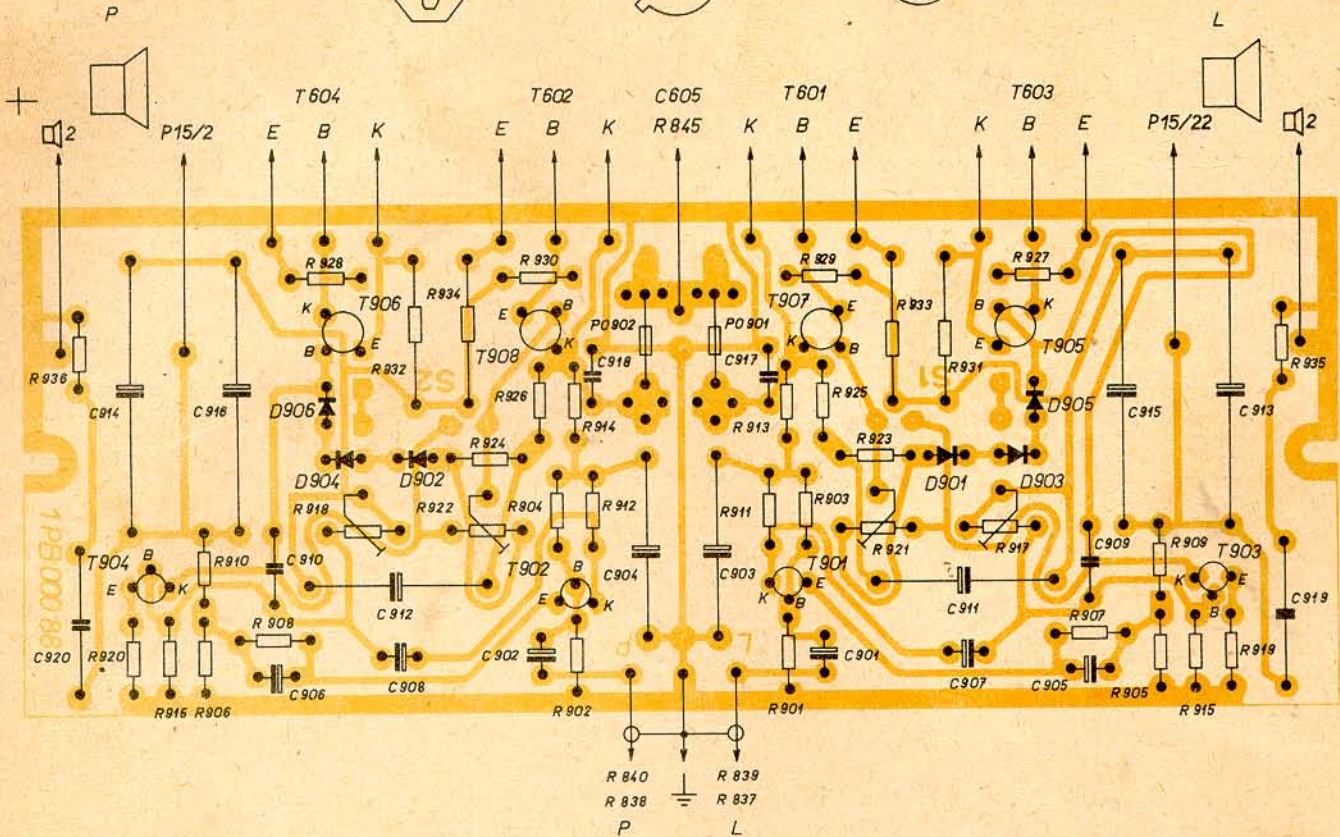 P L
T604 T602 C605 T601 T603
2 P15/2 E B K E B K R845 K B E K B E P15/22 2
R928 R930 R929 R927
K T906 R934 B T907 E R933 B K
PO902 PO901
E B E K C918 C917 K B E T905
R936 R932 T908 R931 R935
S2 S1
C914 C916 D906 R926 R914 R913 R925 D905 C915 C913
R924 R923
D904 D902 D901 D903
R918 R922 R904 R912 R911 R903 R921 R917
1PB 000 86
T904 B R910 C910 T902 C904 C903 T901 C909 R909 T903
E K B E K E K B E
C912 K B C911
R908 R907 C919
C920 R920 C906 C908 C902 P L C901 C907 C905 R905 R919
R916 R906 R902 R901 R915
R840 R839
R838 R837
P L